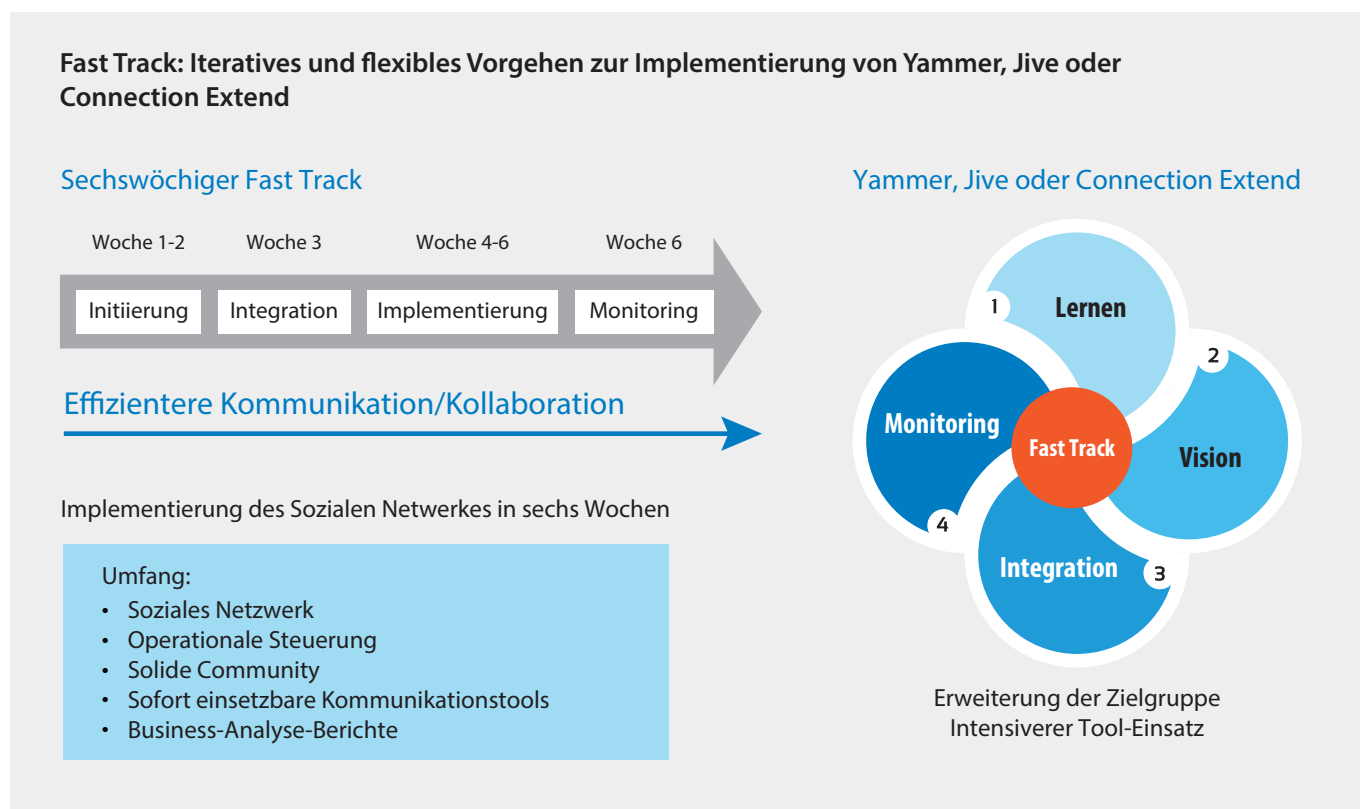 Fast Track: Iteratives und flexibles Vorgehen zur Implementierung von Yammer, Jive oder
Connection Extend
Sechswöchiger Fast Track
Woche 1-2
Woche 3
Woche 4-6
Woche 6
Initiierung
Integration
Implementierung
Monitoring
Effizientere Kommunikation/Kollaboration
Implementierung des Sozialen Netwerkes in sechs Wochen
Umfang:
• Soziales Netzwerk
• Operationale Steuerung
• Solide Community
• Sofort einsetzbare Kommunikationstools
• Business-Analyse-Berichte
Yammer, Jive oder Connection Extend
1
Lernen
2
Vision
3
Integration
4
Monitoring
Fast Track
Erweiterung der Zielgruppe
Intensiverer Tool-Einsatz